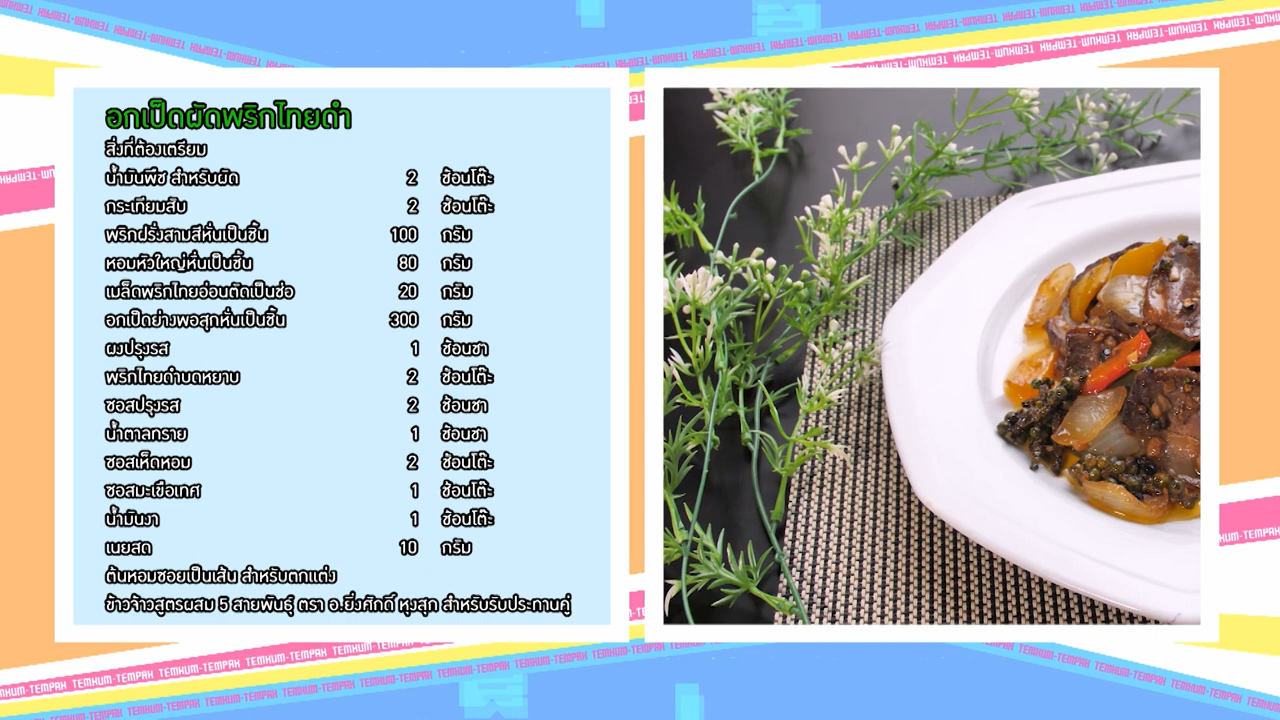 อกเป็ดผัดพริกไทยดำ
สิ่งที่ต้องเตรียม
น้ำมันพืช สำหรับผัด 2 ช้อนโต๊ะ
กระเทียมสับ 2 ช้อนโต๊ะ
พริกฝรั่งสามสีหั่นเป็นชิ้น 100 กรัม
หอมหัวใหญ่หั่นเป็นชิ้น 80 กรัม
เมล็ดพริกไทยอ่อนตัดเป็นช่อ 20 กรัม
อกเป็ดย่างพอสุกหั่นเป็นชิ้น 300 กรัม
ผงปรุงรส 1 ช้อนชา
พริกไทยดำบดหยาบ 2 ช้อนโต๊ะ
ซอสปรุงรส 2 ช้อนชา
น้ำตาลทราย 1 ช้อนชา
ซอสเห็ดหอม 2 ช้อนโต๊ะ
ซอสมะเขือเทศ 1 ช้อนโต๊ะ
น้ำมันงา 1 ช้อนโต๊ะ
เนยสด 10 กรัม
ต้นหอมซอยเป็นเส้น สำหรับตกแต่ง
ข้าวจ้าวสูตรผสม 5 สายพันธุ์ ตรา อ.ยิ่งศักดิ์ หุงสุก สำหรับรับประทานคู่
TEMKUM-TEMPAK TEMKUM-TEMPAK TEMKUM-TEMPAK TEMKUM-TEMPAK